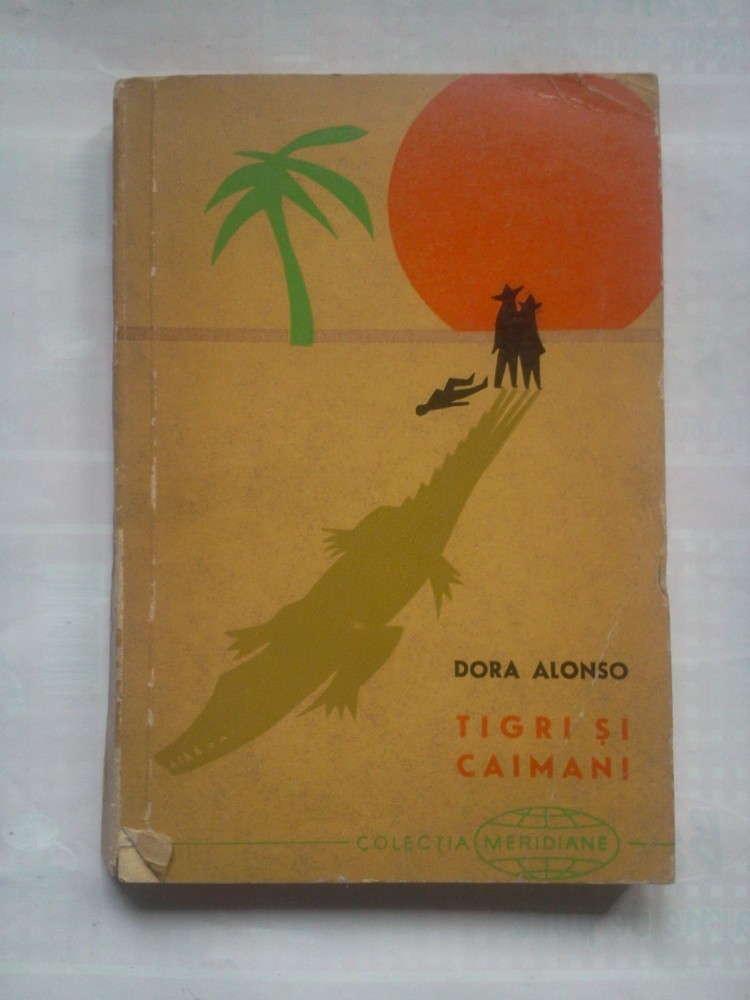 DORA ALONSO
TIGRI ȘI
CAIMANI
COLECȚIA MERIDIANE